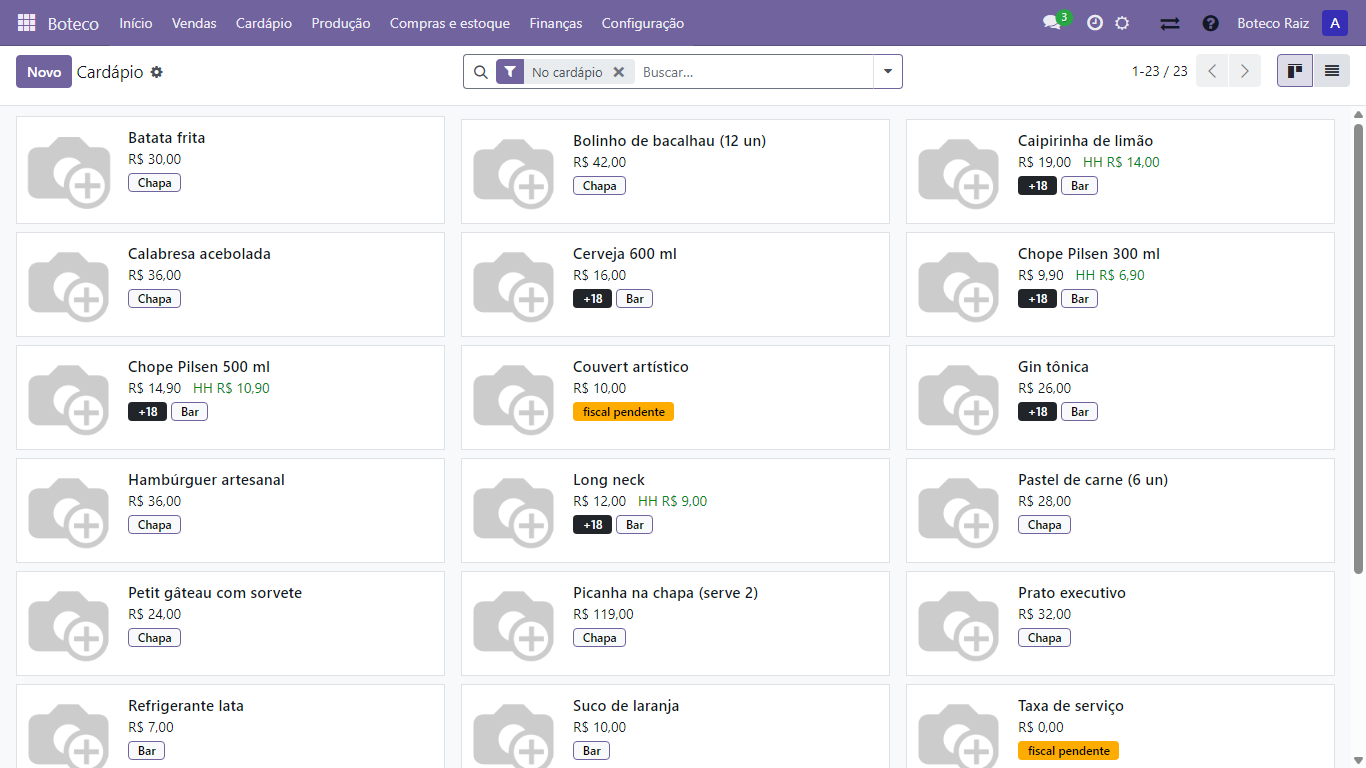 Boteco Início Vendas Cardápio Produção Compras e estoque Finanças Configuração 3 Boteco Raiz A
Novo Cardápio No cardápio Buscar... 1-23 / 23
Batata frita
R$ 30,00
Chapa
Bolinho de bacalhau (12 un)
R$ 42,00
Chapa
Caipirinha de limão
R$ 19,00 HH R$ 14,00
+18 Bar
Calabresa acebolada
R$ 36,00
Chapa
Cerveja 600 ml
R$ 16,00
+18 Bar
Chope Pilsen 300 ml
R$ 9,90 HH R$ 6,90
+18 Bar
Chope Pilsen 500 ml
R$ 14,90 HH R$ 10,90
+18 Bar
Couvert artístico
R$ 10,00
fiscal pendente
Gin tônica
R$ 26,00
+18 Bar
Hambúrguer artesanal
R$ 36,00
Chapa
Long neck
R$ 12,00 HH R$ 9,00
+18 Bar
Pastel de carne (6 un)
R$ 28,00
Chapa
Petit gâteau com sorvete
R$ 24,00
Chapa
Picanha na chapa (serve 2)
R$ 119,00
Chapa
Prato executivo
R$ 32,00
Chapa
Refrigerante lata
R$ 7,00
Bar
Suco de laranja
R$ 10,00
Bar
Taxa de serviço
R$ 0,00
fiscal pendente